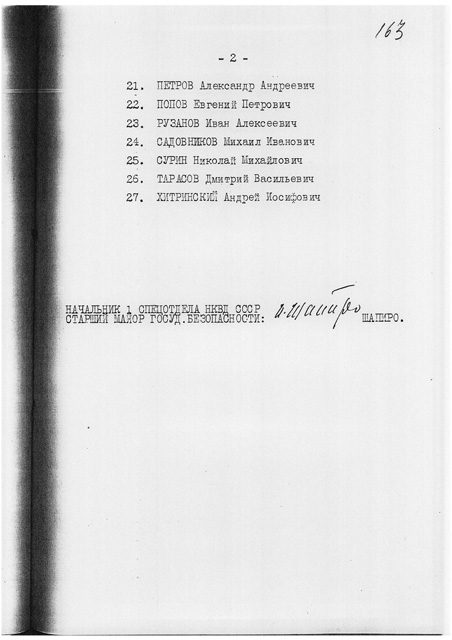 163
- 2 -
21. ПЕТРОВ Александр Андреевич
22. ПОПОВ Евгений Петрович
23. РУЗАНОВ Иван Алексеевич
24. САДОВНИКОВ Михаил Иванович
25. СУРИН Николай Михайлович
26. ТАРАСОВ Дмитрий Васильевич
27. ХИТРИНСКИЙ Андрей Иосифович
НАЧАЛЬНИК 1 СПЕЦОТДЕЛА НКВД СССР
СТАРШИЙ МАЙОР ГОСУД.БЕЗОПАСНОСТИ: И.Шапиро ШАПИРО.